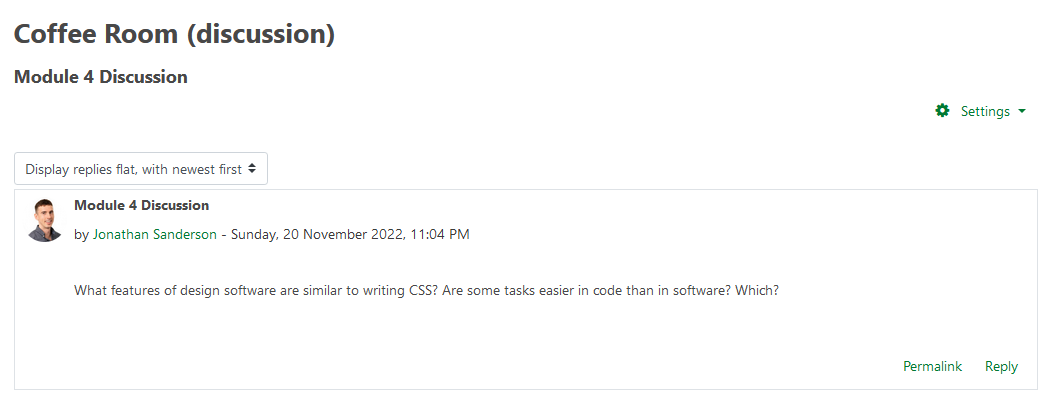 Coffee Room (discussion)
Module 4 Discussion
Settings
Display replies flat, with newest first
Module 4 Discussion
by Jonathan Sanderson - Sunday, 20 November 2022, 11:04 PM
What features of design software are similar to writing CSS? Are some tasks easier in code than in software? Which?
Permalink Reply